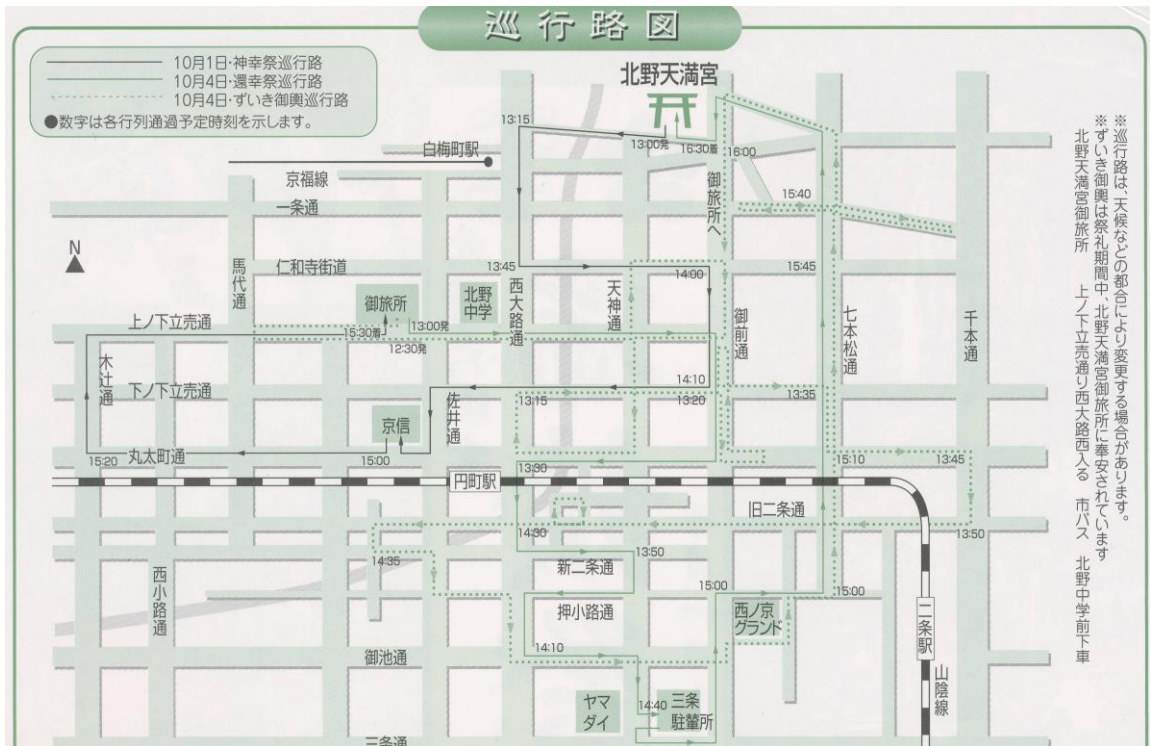 巡行路図
10月1日・神幸祭巡行路
10月4日・還幸祭巡行路
10月4日・ずいき御輿巡行路
●数字は各行列通過予定時刻を示します。
北野天満宮
13:15
13:00発
16:30着
16:00
白梅町駅
京福線
御旅所へ
15:40
一条通
N
馬代通
仁和寺街道
13:45
西大路通
天神通
14:00
御前通
15:45
七本松通
千本通
御旅所
北野
中学
上ノ下立売通
15:30着
13:00発
12:30発
木辻通
下ノ下立売通
佐井通
13:15
14:10
13:20
13:35
京信
丸太町通
15:20
15:00
13:30
15:10
13:45
円町駅
旧二条通
14:30
13:50
14:35
新二条通
13:50
西小路通
押小路通
15:00
西ノ京
グランド
15:00
二条駅
御池通
14:10
山陰線
ヤマ
ダイ
14:40
三条
駐輦所
三条通
※巡行路は、天候などの都合により変更する場合があります。
※ずいき御輿は祭礼期間中、北野天満宮御旅所に奉安されています
北野天満宮御旅所 上ノ下立売通り西大路西入る 市バス 北野中学前下車